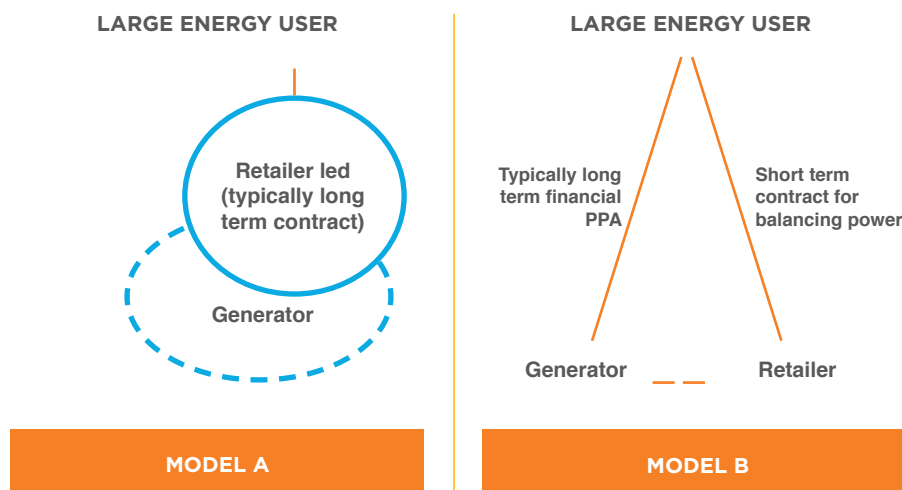 LARGE ENERGY USER
Retailer led
(typically long
term contract)
Generator
MODEL A
LARGE ENERGY USER
Typically long
term financial
PPA
Short term
contract for
balancing power
Generator
Retailer
MODEL B